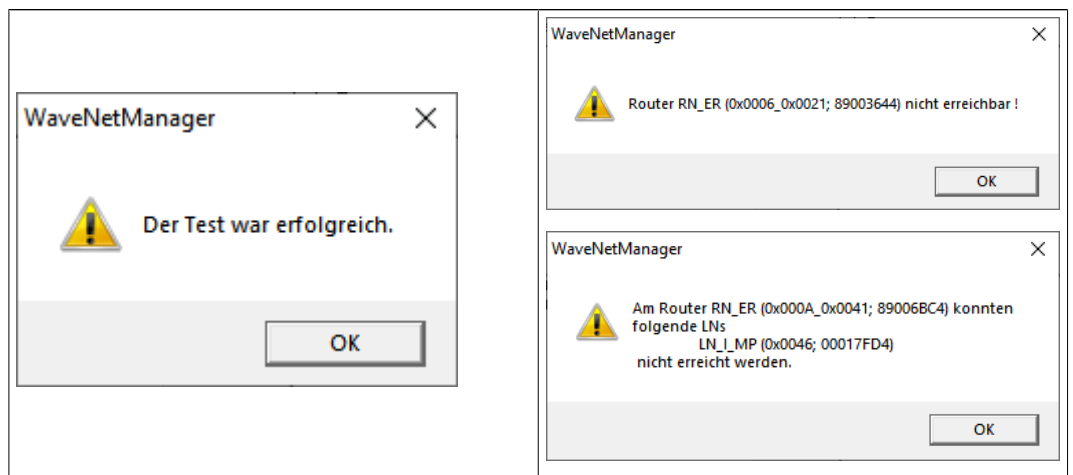 WaveNetManager
Der Test war erfolgreich.
OK
WaveNetManager
Router RN_ER (0x0006_0x0021; 89003644) nicht erreichbar !
OK
WaveNetManager
Am Router RN_ER (0x000A_0x0041; 89006BC4) konnten
folgende LNs
LN_I_MP (0x0046; 00017FD4)
nicht erreicht werden.
OK